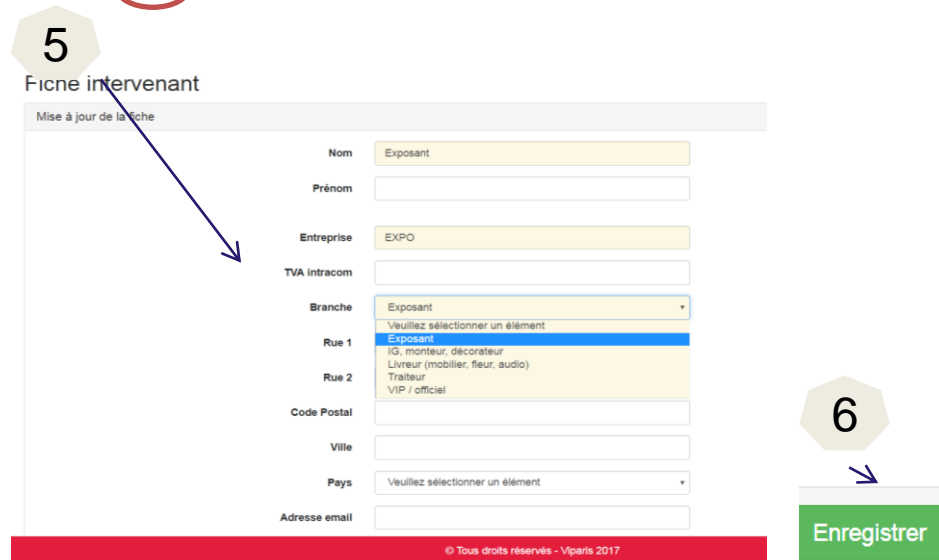 5
Fiche intervenant
Mise à jour de la fiche
Nom Exposant
Prénom
Entreprise EXPO
TVA intracom
Branche Exposant
Veuillez sélectionner un élément
Rue 1 Exposant
IG, monteur, décorateur
Livreur (mobilier, fleur, audio)
Rue 2 Traiteur
VIP / officiel
Code Postal
Ville
Pays Veuillez sélectionner un élément
Adresse email
© Tous droits réservés - Viparis 2017
6
Enregistrer